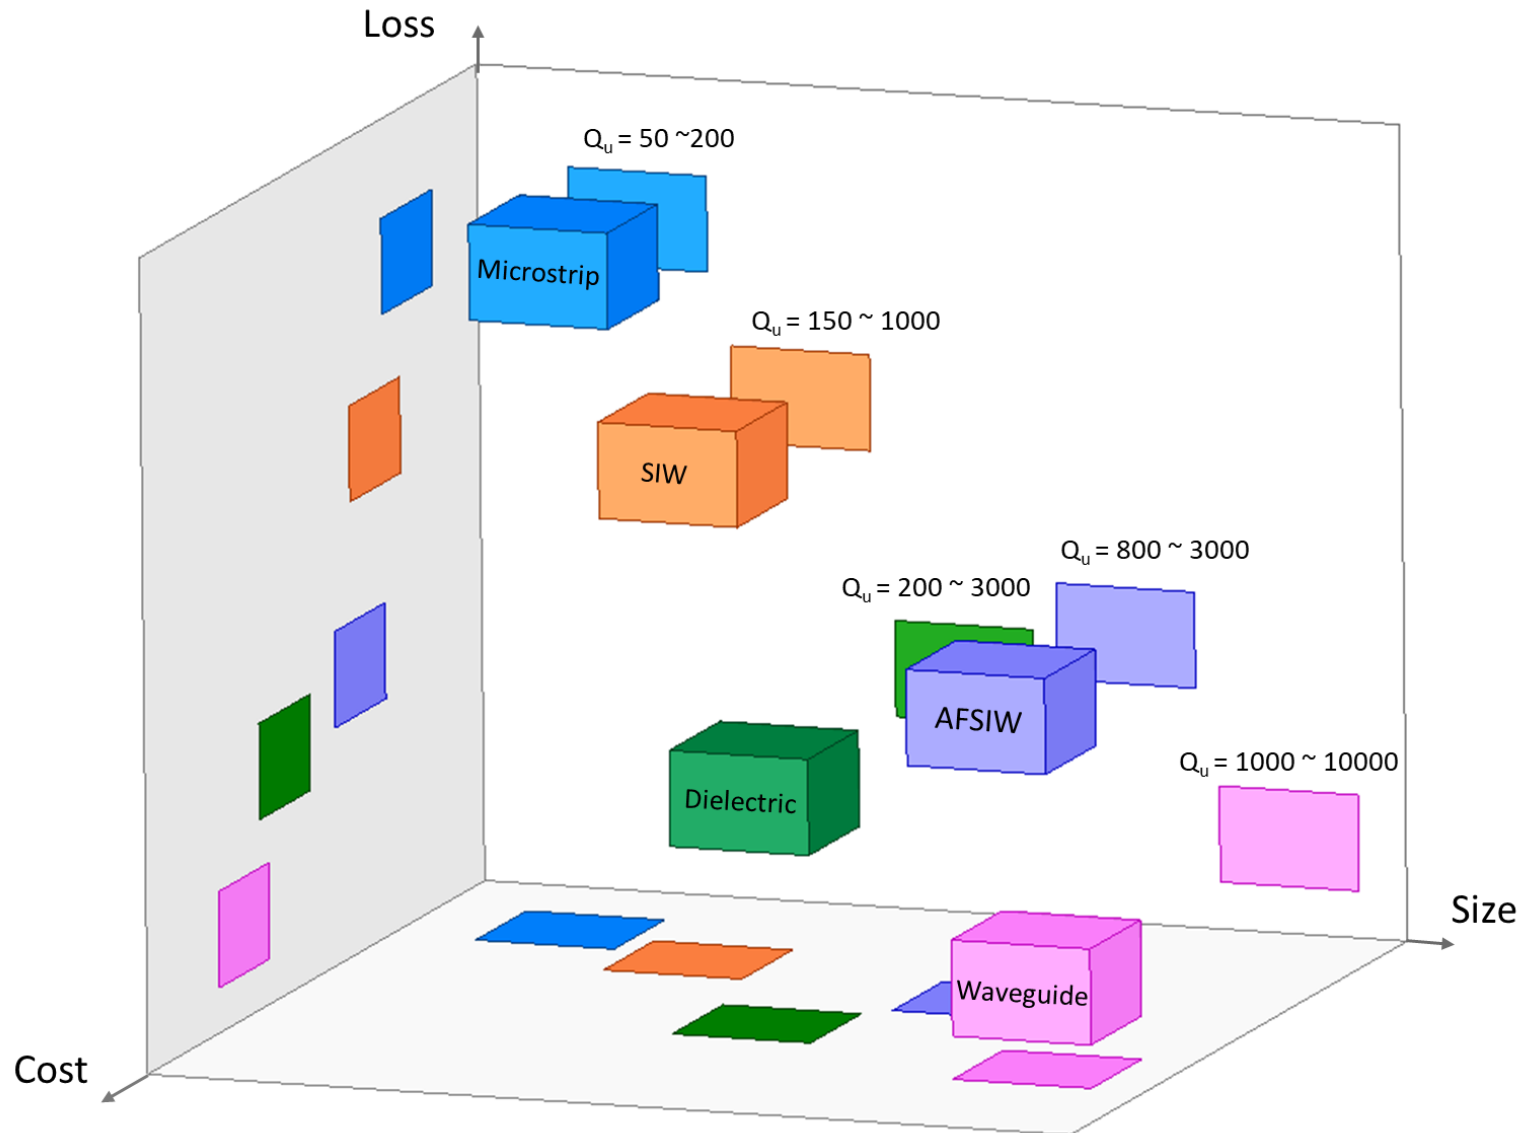 Loss
Qu = 50 ~200
Microstrip
Qu = 150 ~ 1000
SIW
Qu = 800 ~ 3000
Qu = 200 ~ 3000
AFSIW
Qu = 1000 ~ 10000
Dielectric
Size
Waveguide
Cost